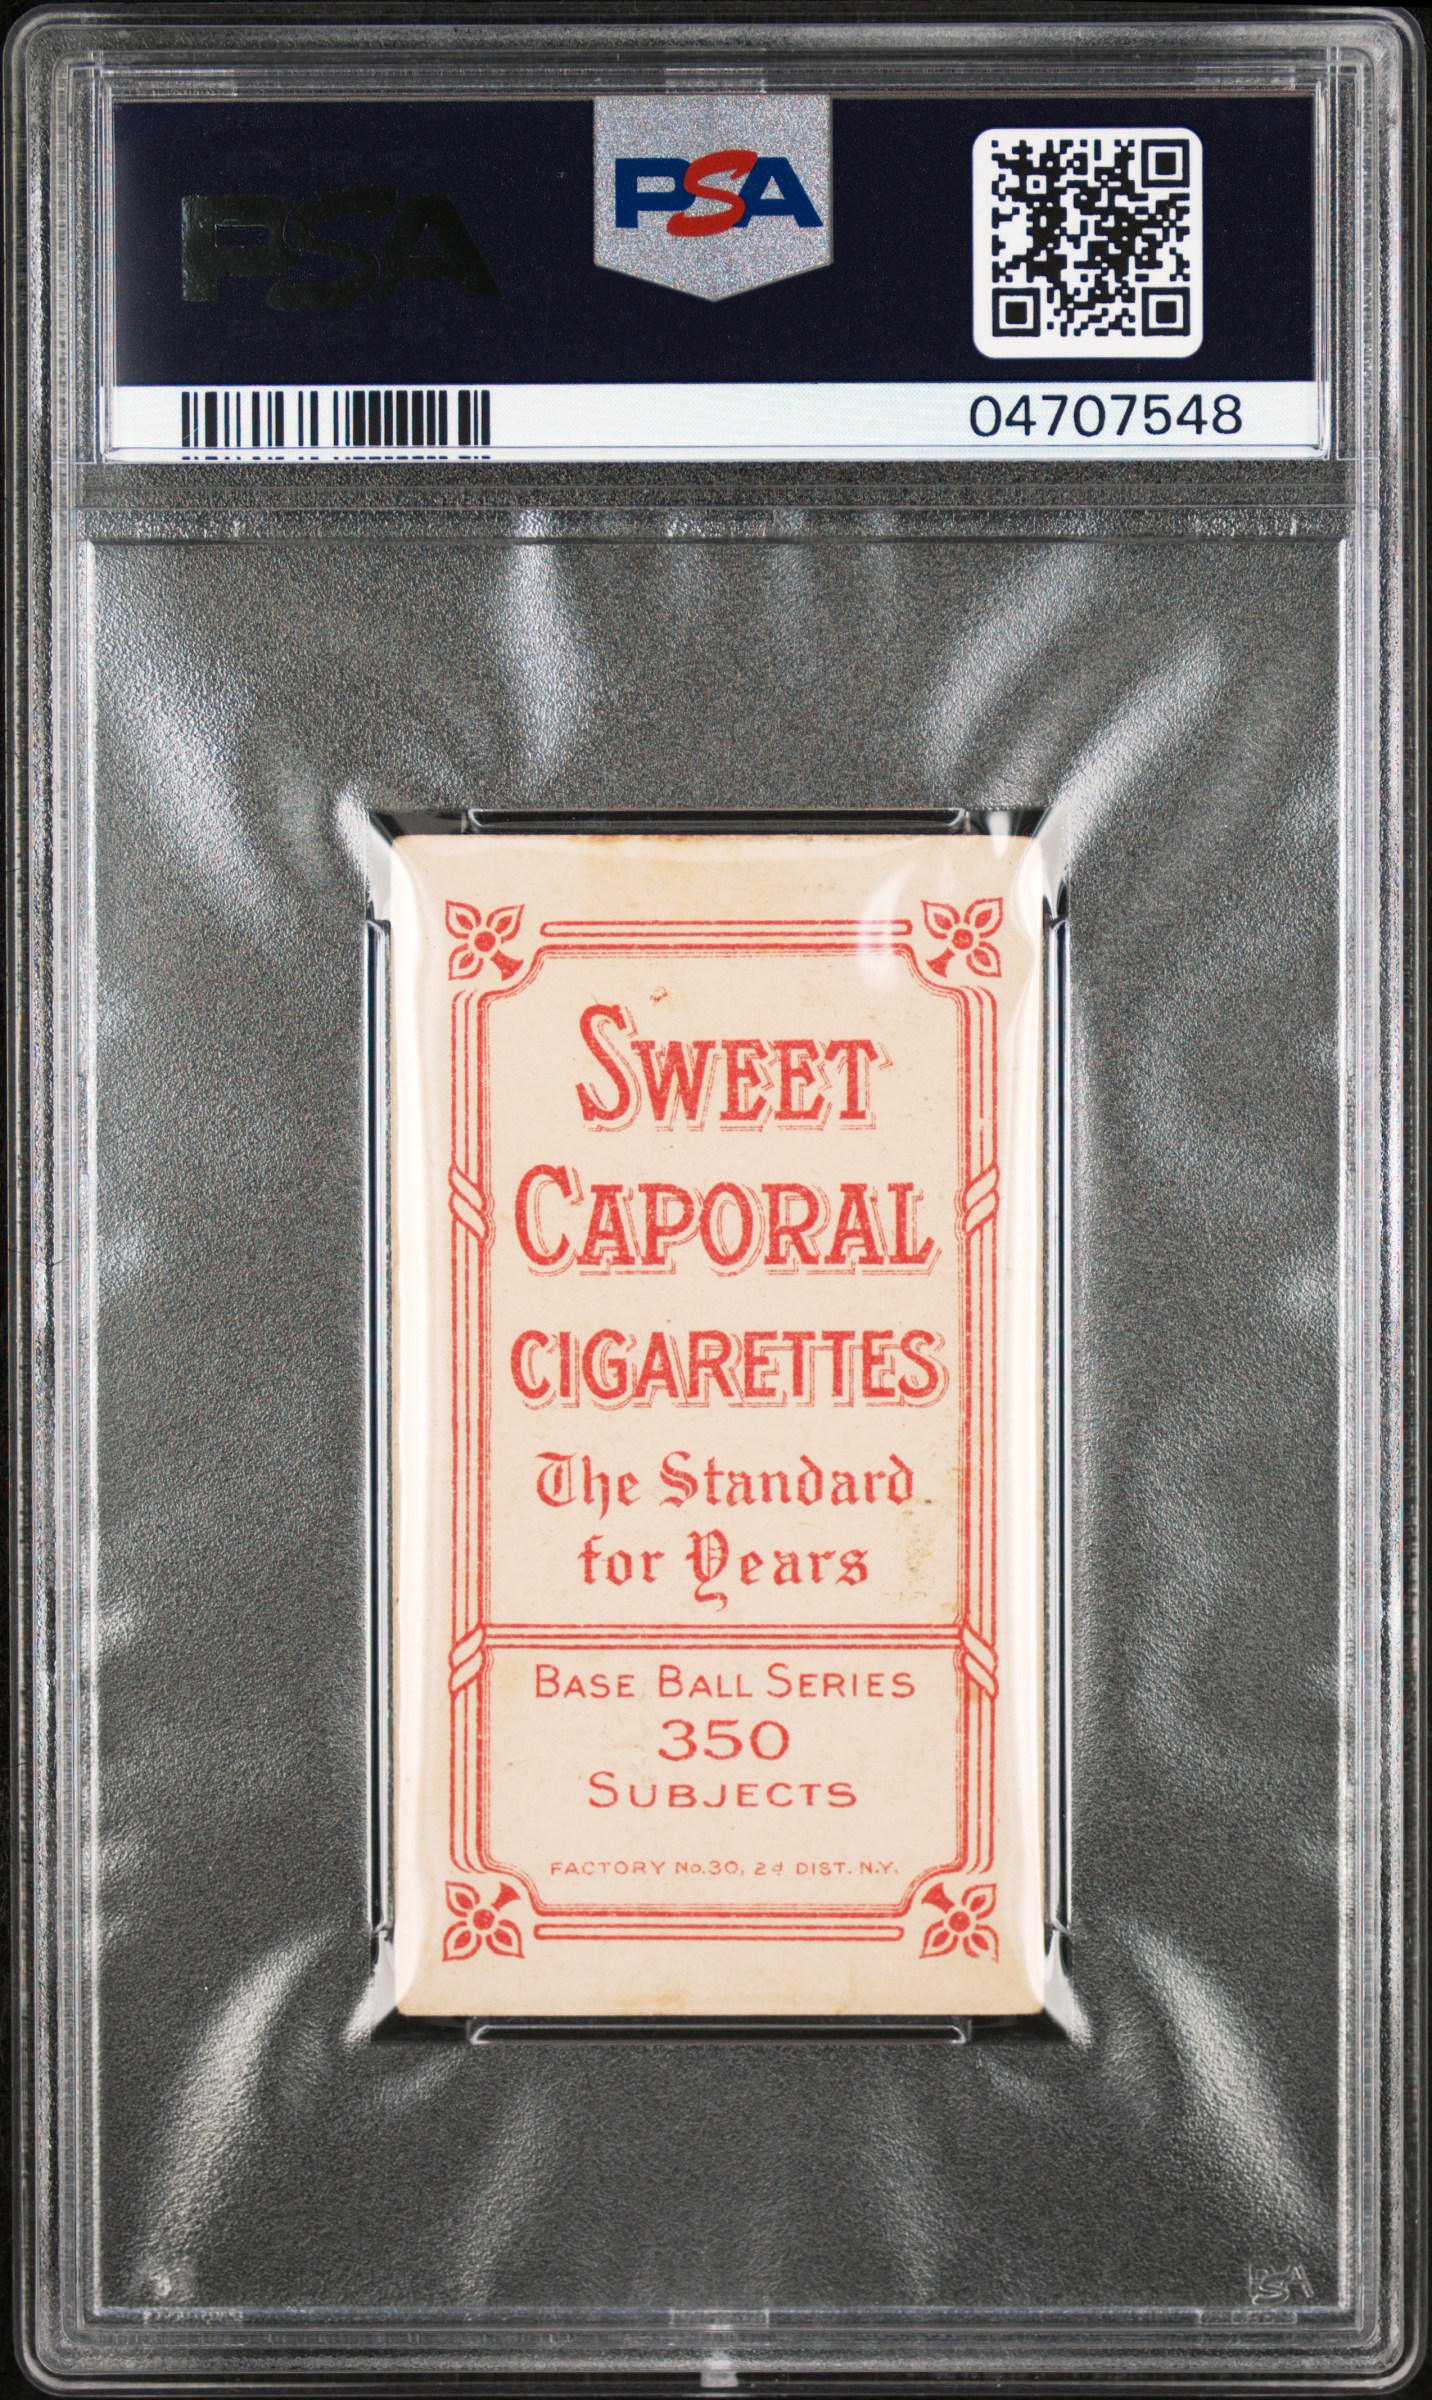 PSA
PSA
04707548
SWEET
CAPORAL
CIGARETTES
The Standard
for Years
BASE BALL SERIES
350
SUBJECTS
FACTORY No. 30, 2d DIST. N.Y.
PSA